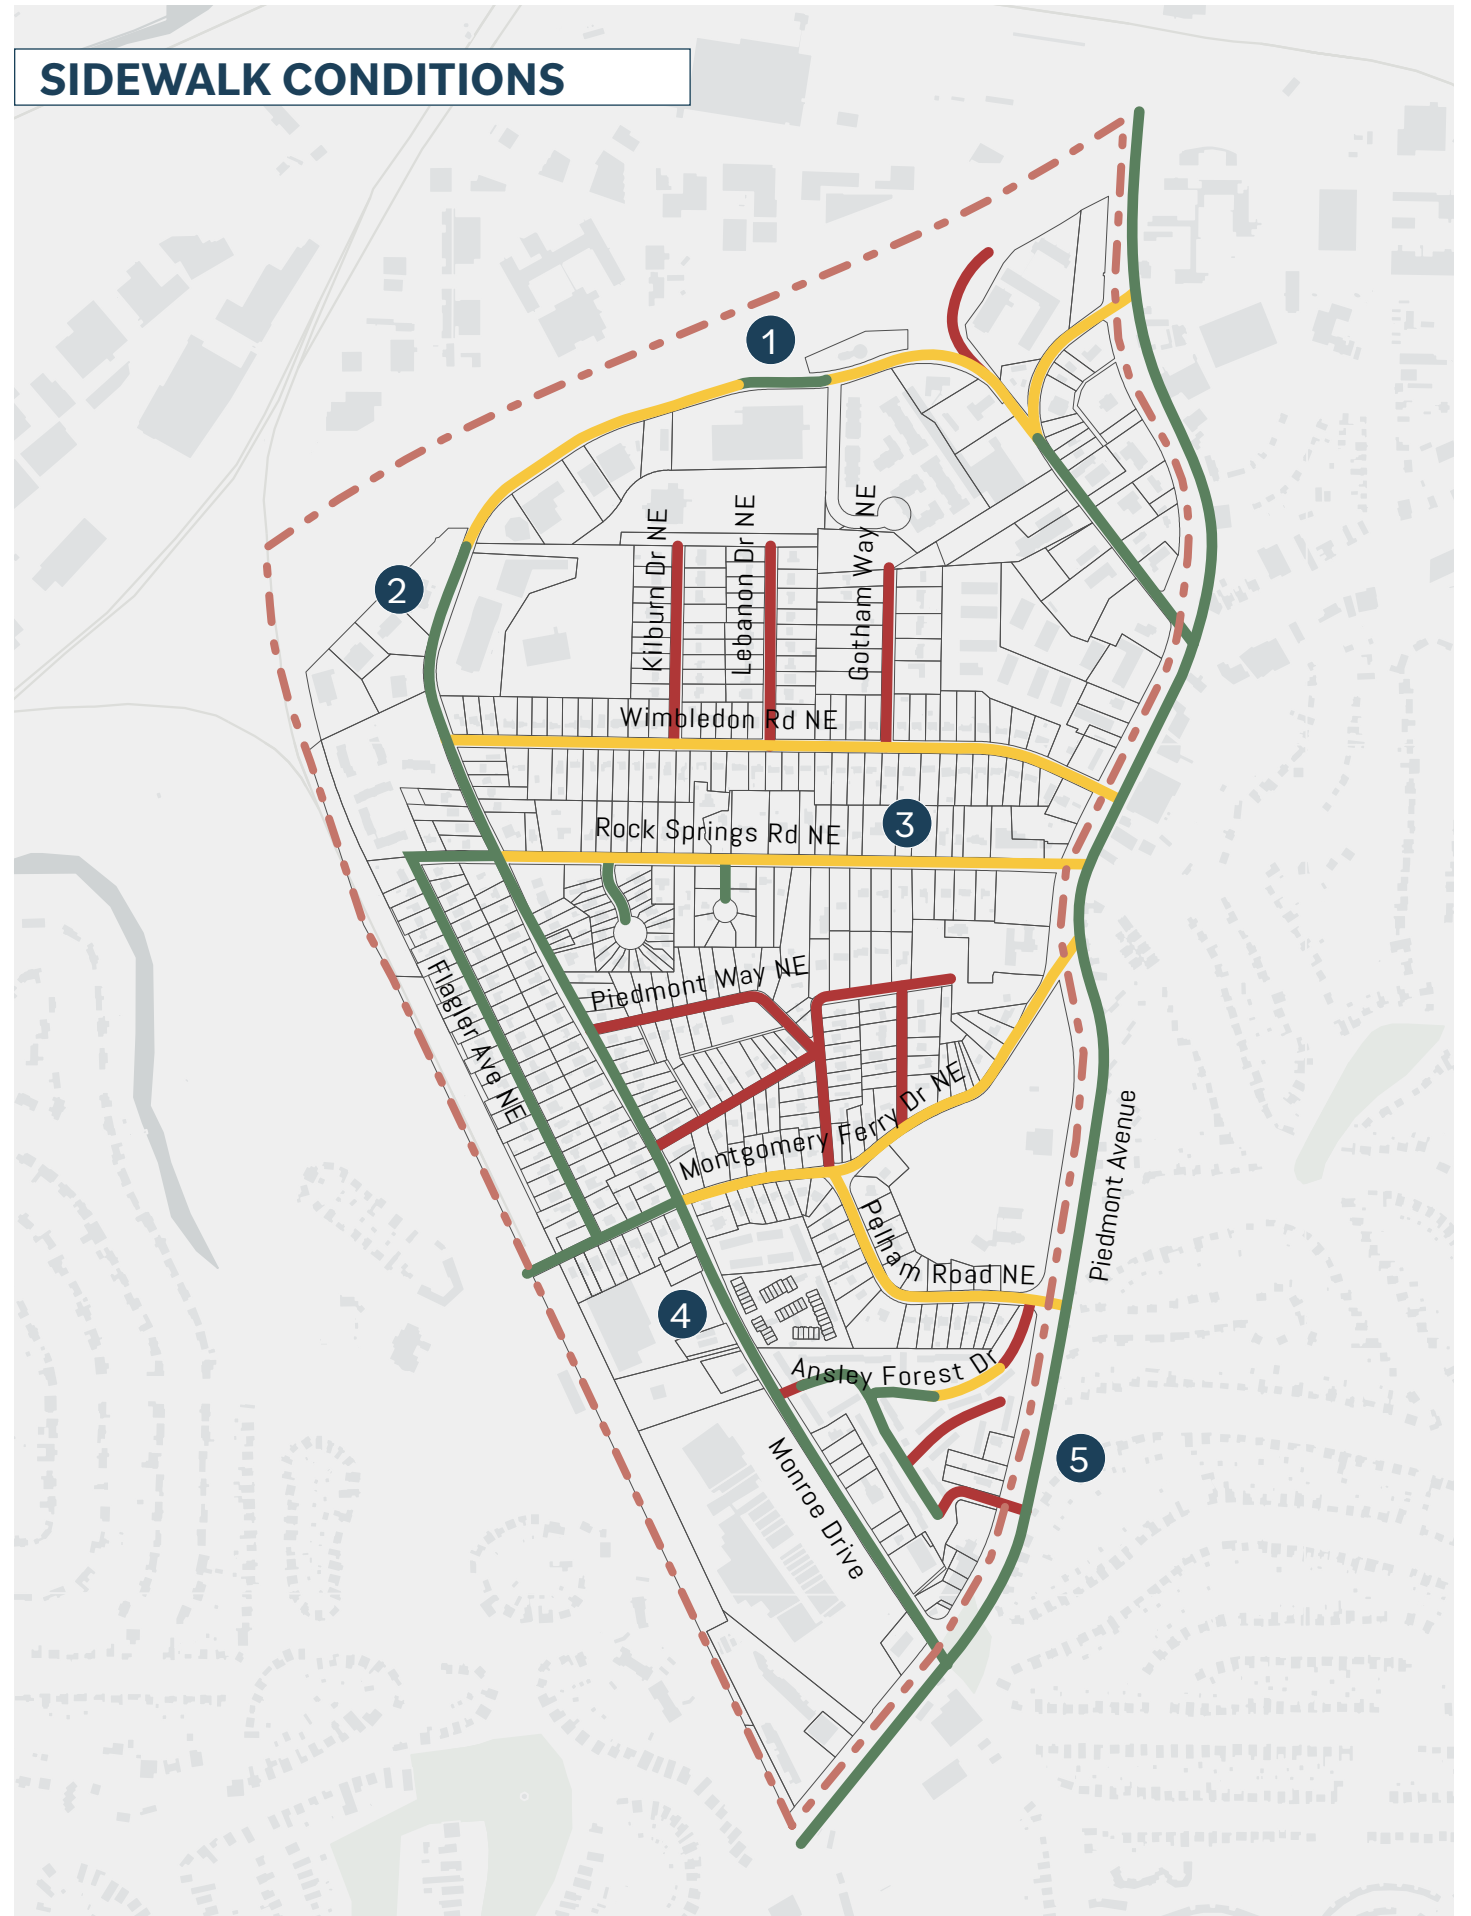 SIDEWALK CONDITIONS
1
2
Kilburn Dr NE
Lebanon Dr NE
Gotham Way NE
Wimbledon Rd NE
Rock Springs Rd NE
3
Flagler Ave NE
Piedmont Way NE
Montgomery Ferry Dr NE
Piedmont Avenue
Pelham Road NE
4
Ansley Forest Dr
Monroe Drive
5